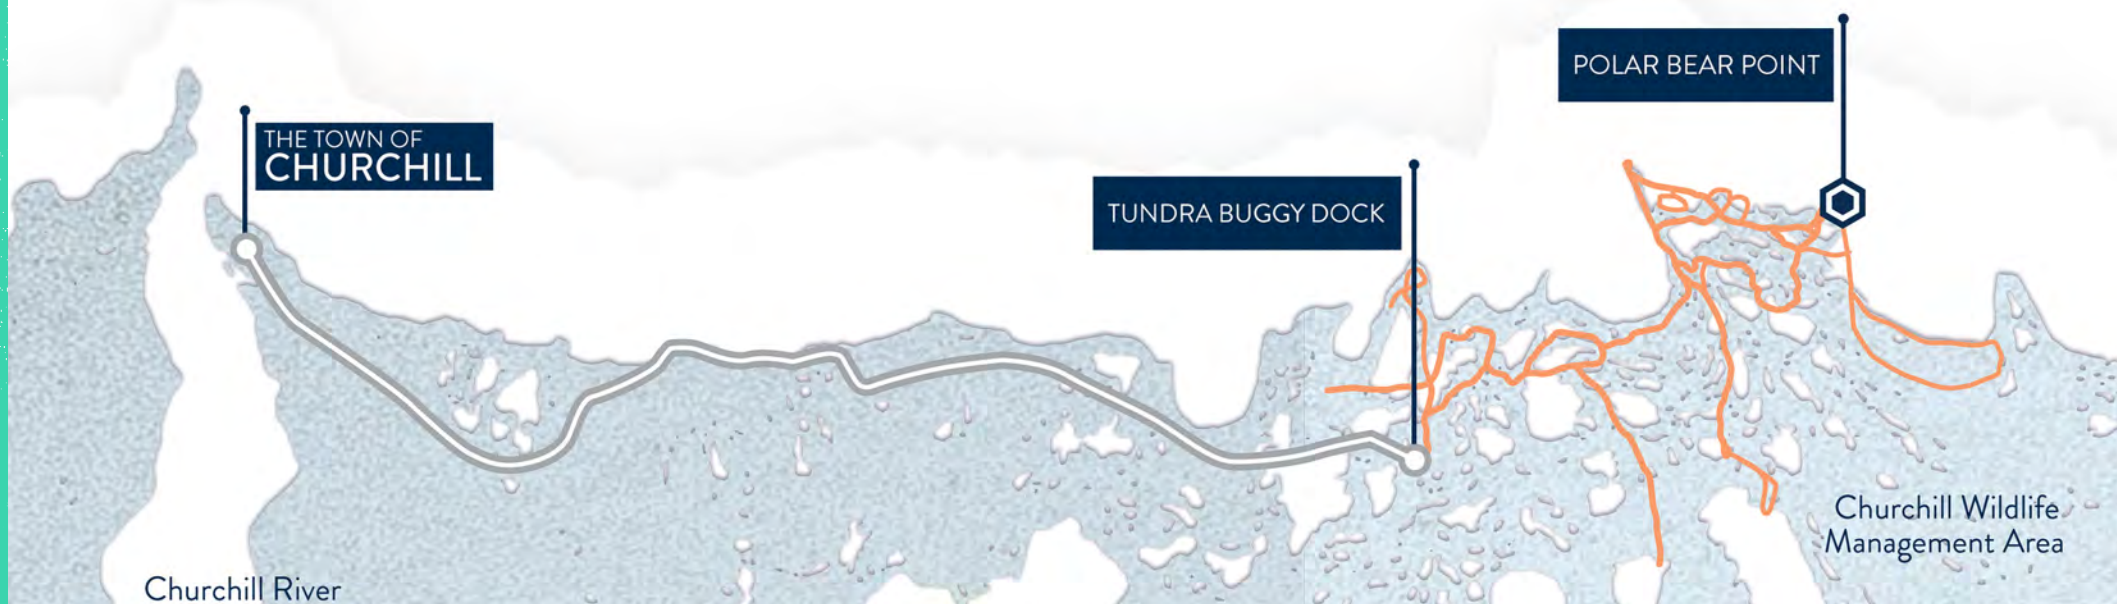 THE TOWN OF
CHURCHILL
TUNDRA BUGGY DOCK
POLAR BEAR POINT
Churchill Wildlife
Management Area
Churchill River